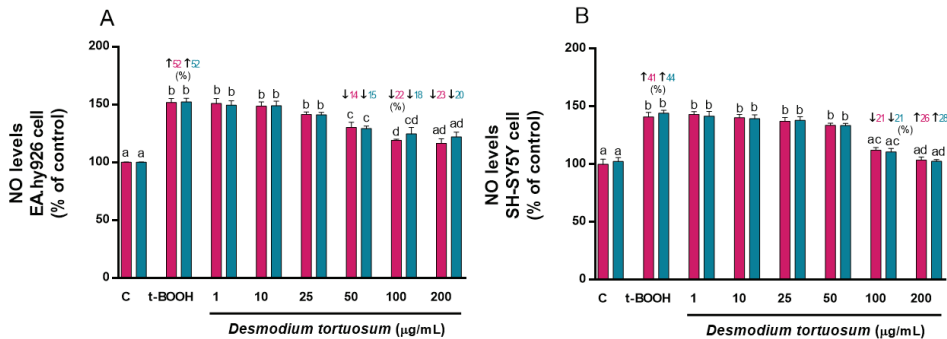 A
NO levels
EA.hy926 cell
(% of control)
200
150
100
50
0
↑52 ↑52
(%)
↓14 ↓15
↓22 ↓18
(%)
↓23 ↓20
a a
b b
b b
b b
b b
c c
d cd
ad ad
C t-BOOH 1 10 25 50 100 200
Desmodium tortuosum (µg/mL)
B
NO levels
SH-SY5Y cell
(% of control)
200
150
100
50
0
↑41 ↑44
(%)
↓21 ↓21
(%)
↑26 ↑28
a a
b b
b b
b b
b b
b b
ac ac
ad ad
C t-BOOH 1 10 25 50 100 200
Desmodium tortuosum (µg/mL)